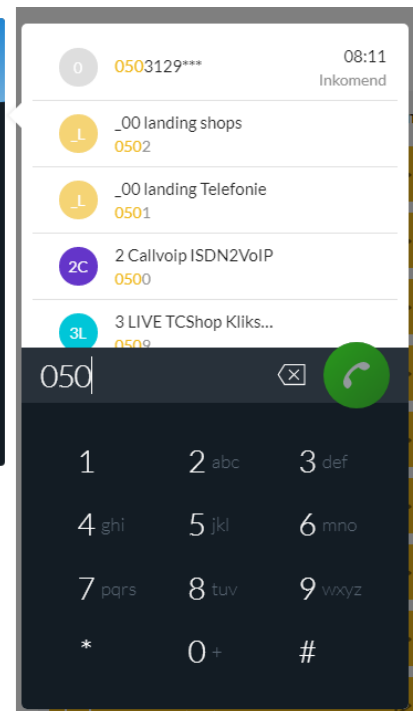 0 0503129*** 08:11
Inkomend
_L _00 landing shops
0502
_L _00 landing Telefonie
0501
2C 2 Callvoip ISDN2VoIP
0500
3L 3 LIVE TCShop Kliks...
0509
050
1 2 abc 3 def
4 ghi 5 jkl 6 mno
7 pqrs 8 tuv 9 wxyz
* 0 + #